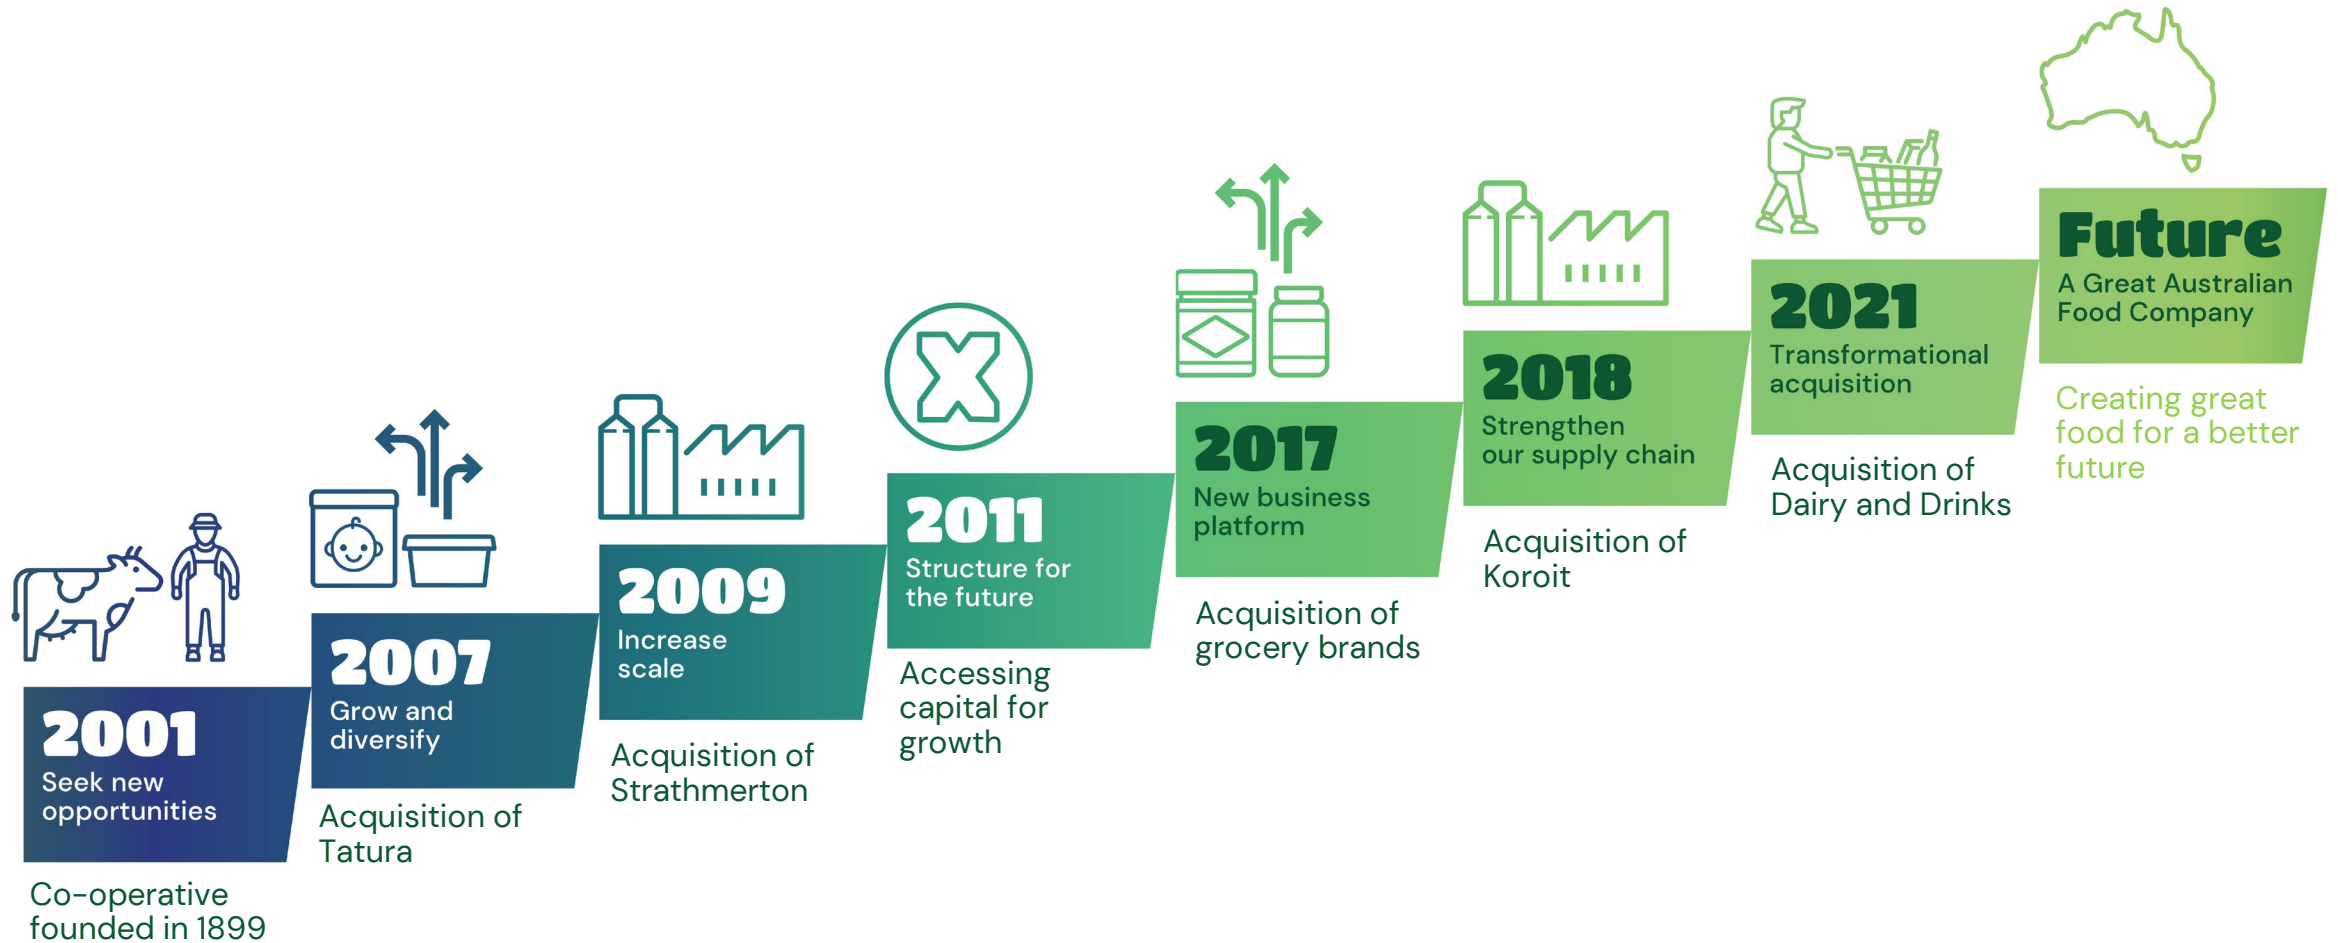 2001
Seek new
opportunities
Co-operative
founded in 1899
2007
Grow and
diversify
Acquisition of
Tatura
2009
Increase
scale
Acquisition of
Strathmerton
2011
Structure for
the future
Accessing
capital for
growth
2017
New business
platform
Acquisition of
grocery brands
2018
Strengthen
our supply chain
Acquisition of
Koroit
2021
Transformational
acquisition
Acquisition of
Dairy and Drinks
Future
A Great Australian
Food Company
Creating great
food for a better
future